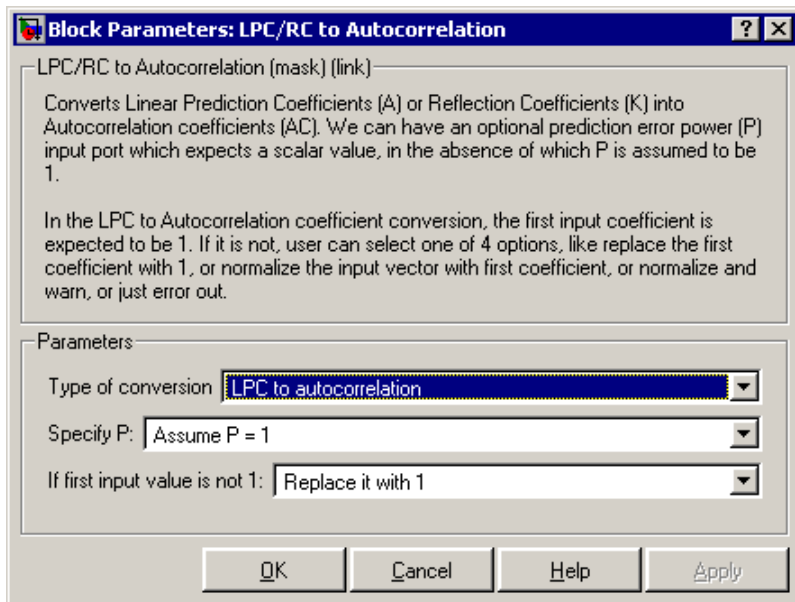 Block Parameters: LPC/RC to Autocorrelation
LPC/RC to Autocorrelation (mask) (link)
Converts Linear Prediction Coefficients (A) or Reflection Coefficients (K) into
Autocorrelation coefficients (AC). We can have an optional prediction error power (P)
input port which expects a scalar value, in the absence of which P is assumed to be
1.
In the LPC to Autocorrelation coefficient conversion, the first input coefficient is
expected to be 1. If it is not, user can select one of 4 options, like replace the first
coefficient with 1, or normalize the input vector with first coefficient, or normalize and
warn, or just error out.
Parameters
Type of conversion LPC to autocorrelation
Specify P: Assume P = 1
If first input value is not 1: Replace it with 1
OK Cancel Help Apply